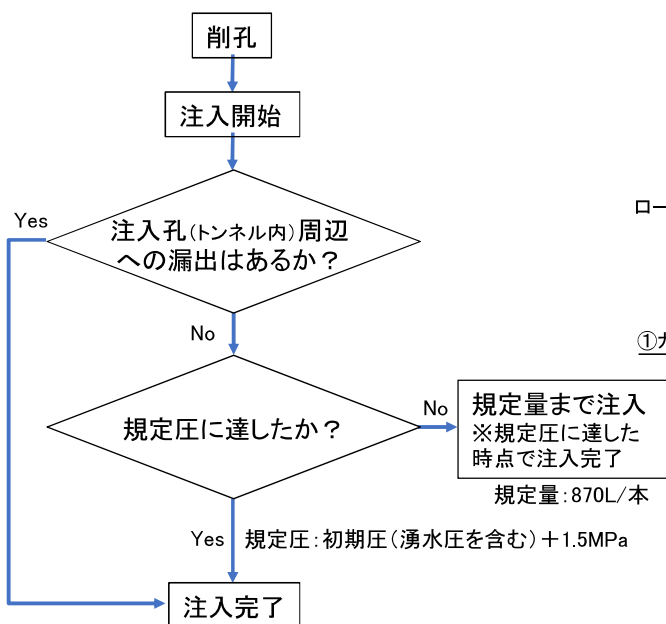 削孔
注入開始
Yes
注入孔(トンネル内)周辺
への漏出はあるか？
ロー
No
①
規定圧に達したか？
No
規定量まで注入
※規定圧に達した
時点で注入完了
規定量：870L/本
Yes
規定圧：初期圧(湧水圧を含む)＋1.5MPa
注入完了